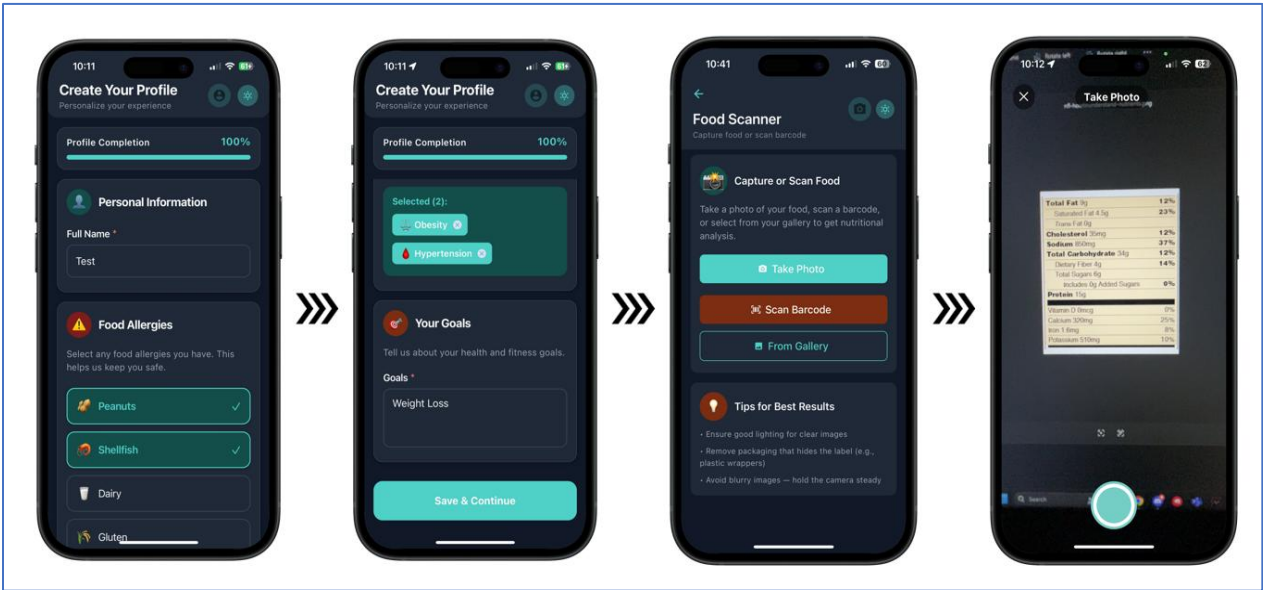 10:11
61
Create Your Profile
Personalize your experience
Profile Completion 100%
Personal Information
Full Name *
Test
Food Allergies
Select any food allergies you have. This
helps us keep you safe.
Peanuts
Shellfish
Dairy
Gluten
10:11
61
Create Your Profile
Personalize your experience
Profile Completion 100%
Selected (2):
Obesity
Hypertension
Your Goals
Tell us about your health and fitness goals.
Goals *
Weight Loss
Save & Continue
10:41
Food Scanner
Capture food or scan barcode
Capture or Scan Food
Take a photo of your food, scan a barcode,
or select from your gallery to get nutritional
analysis.
Take Photo
Scan Barcode
From Gallery
Tips for Best Results
• Ensure good lighting for clear images
• Remove packaging that hides the label (e.g.,
plastic wrappers)
• Avoid blurry images — hold the camera steady
Rotate left
10:12
Take Photo
Total Fat 9g 12%
Saturated Fat 4.5g 23%
Trans Fat 0g
Cholesterol 35mg 12%
Sodium 850mg 37%
Total Carbohydrate 34g 12%
Dietary Fiber 4g 14%
Total Sugars 6g
Includes 0g Added Sugars 0%
Protein 15g
Vitamin D 0mcg 0%
Calcium 320mg 25%
Iron 1.6mg 8%
Potassium 510mg 10%
Search